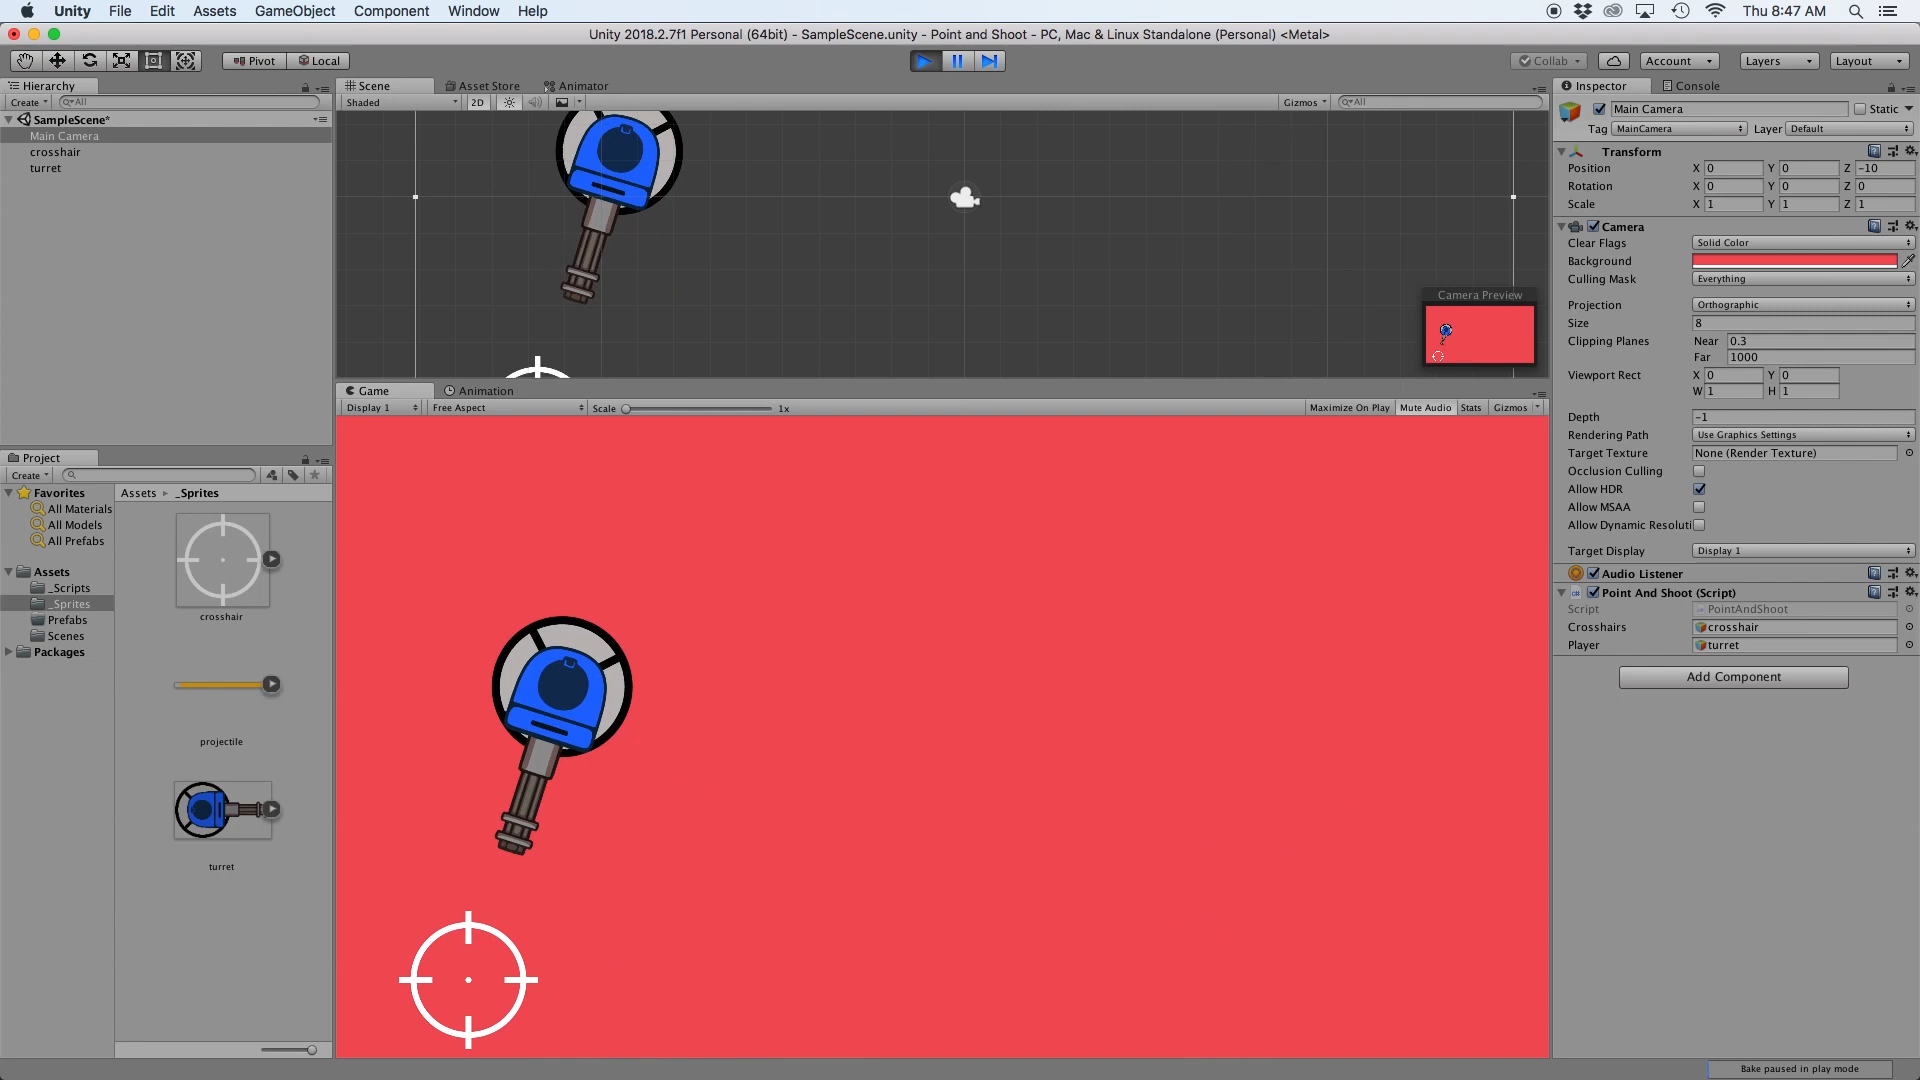 Unity File Edit Assets GameObject Component Window Help
Thu 8:47 AM
Unity 2018.2.7f1 Personal (64bit) - SampleScene.unity - Point and Shoot - PC, Mac & Linux Standalone (Personal) <Metal>
Pivot Local
Collab Account Layers Layout
Hierarchy
Create All
SampleScene*
Main Camera
crosshair
turret
Scene Asset Store Animator
Shaded 2D Gizmos All
Camera Preview
Game Animation
Display 1 Free Aspect Scale 1x Maximize On Play Mute Audio Stats Gizmos
Project
Create
Favorites
All Materials
All Models
All Prefabs
Assets
_Scripts
_Sprites
Prefabs
Scenes
Packages
Assets _Sprites
crosshair
projectile
turret
Inspector Console
Main Camera Static
Tag MainCamera Layer Default
Transform
Position X 0 Y 0 Z -10
Rotation X 0 Y 0 Z 0
Scale X 1 Y 1 Z 1
Camera
Clear Flags Solid Color
Background
Culling Mask Everything
Projection Orthographic
Size 8
Clipping Planes Near 0.3
Far 1000
Viewport Rect X 0 Y 0
W 1 H 1
Depth -1
Rendering Path Use Graphics Settings
Target Texture None (Render Texture)
Occlusion Culling
Allow HDR
Allow MSAA
Allow Dynamic Resoluti
Target Display Display 1
Audio Listener
Point And Shoot (Script)
Script PointAndShoot
Crosshairs crosshair
Player turret
Add Component
Bake paused in play mode